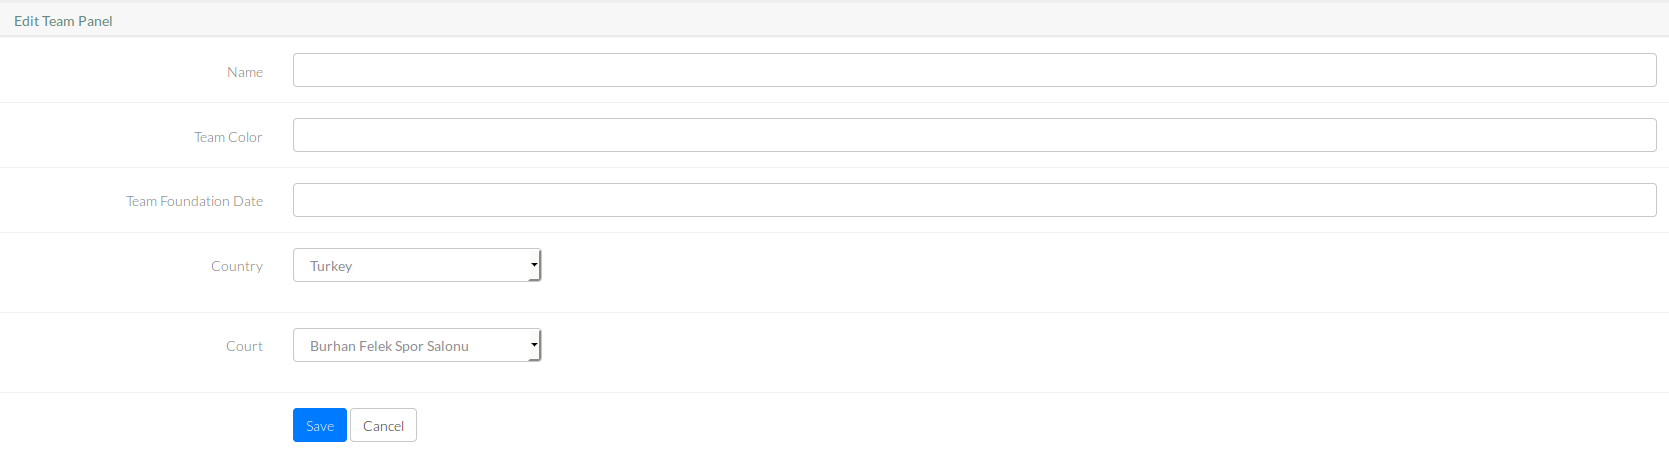 Edit Team Panel
Name
Team Color
Team Foundation Date
Country Turkey
Court Burhan Felek Spor Salonu
Save Cancel